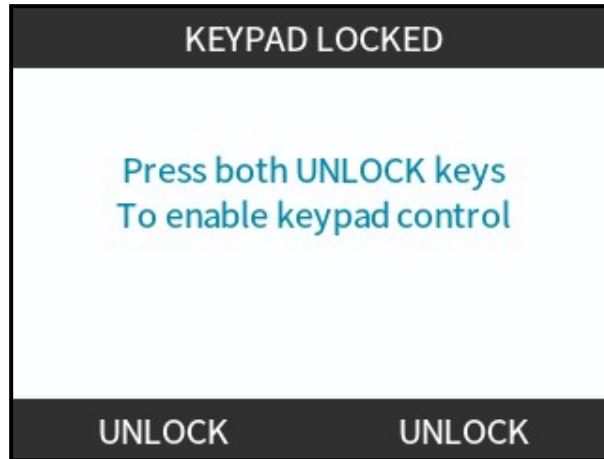 KEYPAD LOCKED
Press both UNLOCK keys
To enable keypad control
UNLOCK UNLOCK